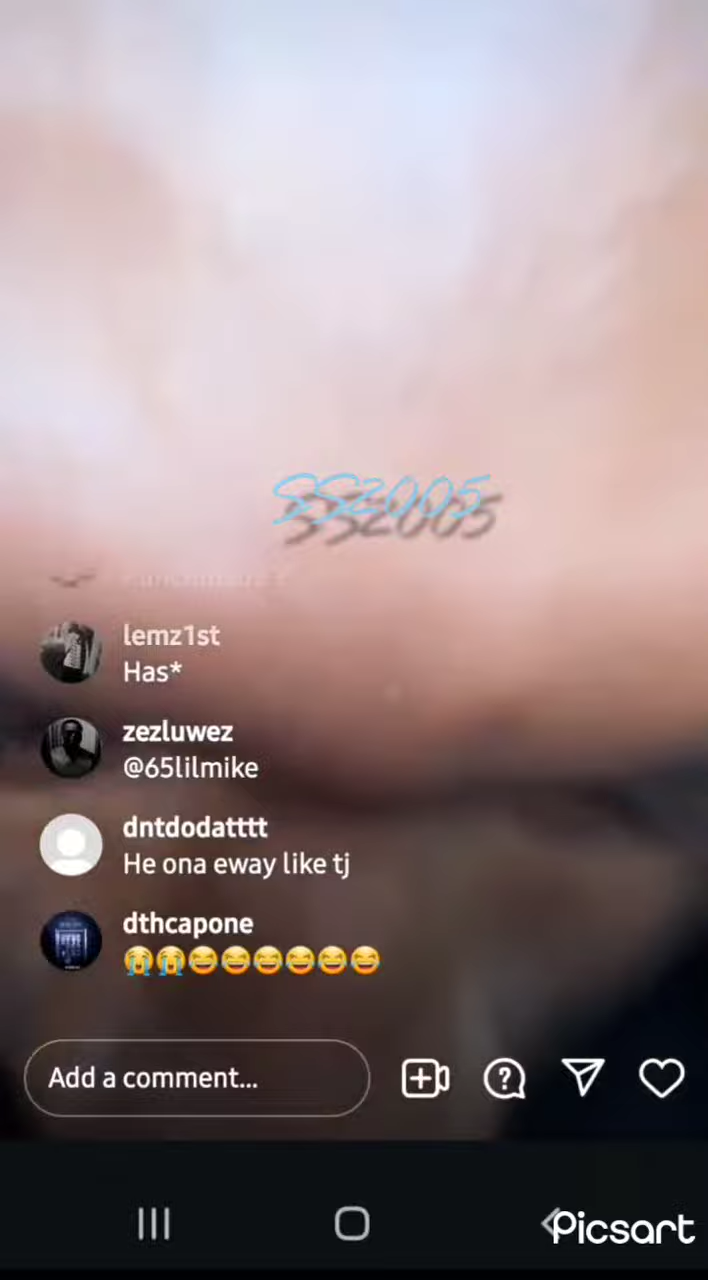 SS2005
lemz1st
Has*
zezluwez
@65lilmike
dntdodatttt
He ona eway like tj
dthcapone
😭😭😂😂😂😂😂😂
Add a comment...
Picsart